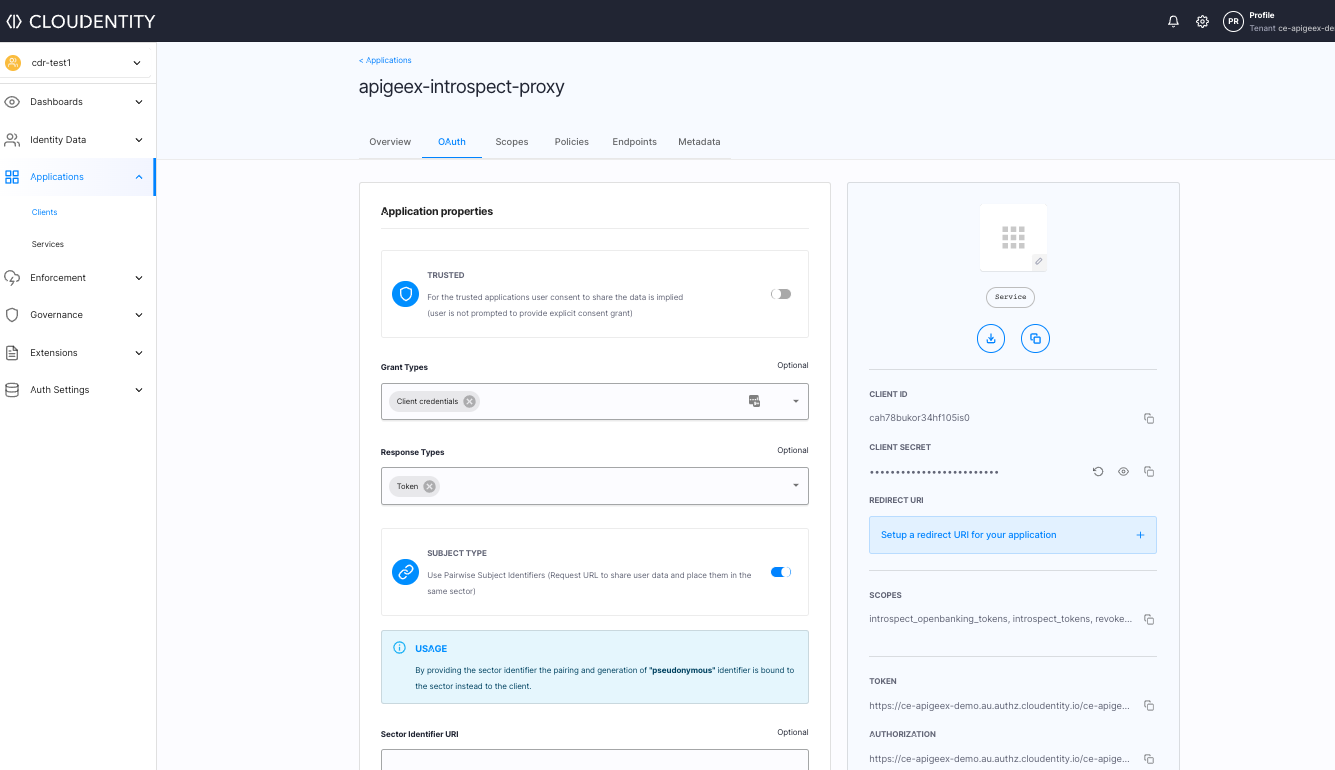 CLOUDENTITY
PR
Profile
Tenant ce-apigee-de
cdr-test1
Dashboards
Identity Data
Applications
Clients
Services
Enforcement
Governance
Extensions
Auth Settings
< Applications
apigeex-introspect-proxy
Overview
OAuth
Scopes
Policies
Endpoints
Metadata
Application properties
TRUSTED
For the trusted applications user consent to share the data is implied
(user is not prompted to provide explicit consent grant)
Grant Types
Optional
Client credentials
Response Types
Optional
Token
SUBJECT TYPE
Use Pairwise Subject Identifiers (Request URL to share user data and place them in the
same sector)
USAGE
By providing the sector identifier the pairing and generation of "pseudonymous" identifier is bound to
the sector instead to the client.
Sector Identifier URI
Optional
Service
CLIENT ID
cah78bukor34hf105is0
CLIENT SECRET
•••••••••••••••••••••••••
REDIRECT URI
Setup a redirect URI for your application
+
SCOPES
introspect_openbanking_tokens, introspect_tokens, revoke...
TOKEN
https://ce-apigeex-demo.au.authz.cloudentity.io/ce-apige...
AUTHORIZATION
https://ce-apigeex-demo.au.authz.cloudentity.io/ce-apige...